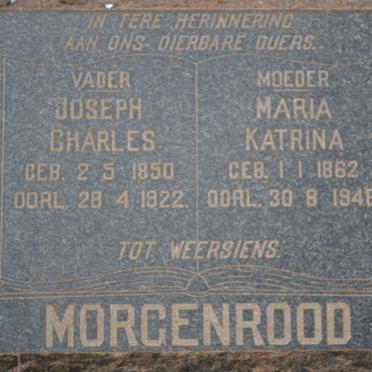 IN TERE HERINNERING
AAN ONS DIERBARE OUERS.
VADER
JOSEPH
CHARLES
GEB. 2 5 1850
OORL. 28 4 1922.
MOEDER
MARIA
KATRINA
GEB. 1 1 1862
OORL. 30 8 1948
TOT WEERSIENS.
MORGENROOD